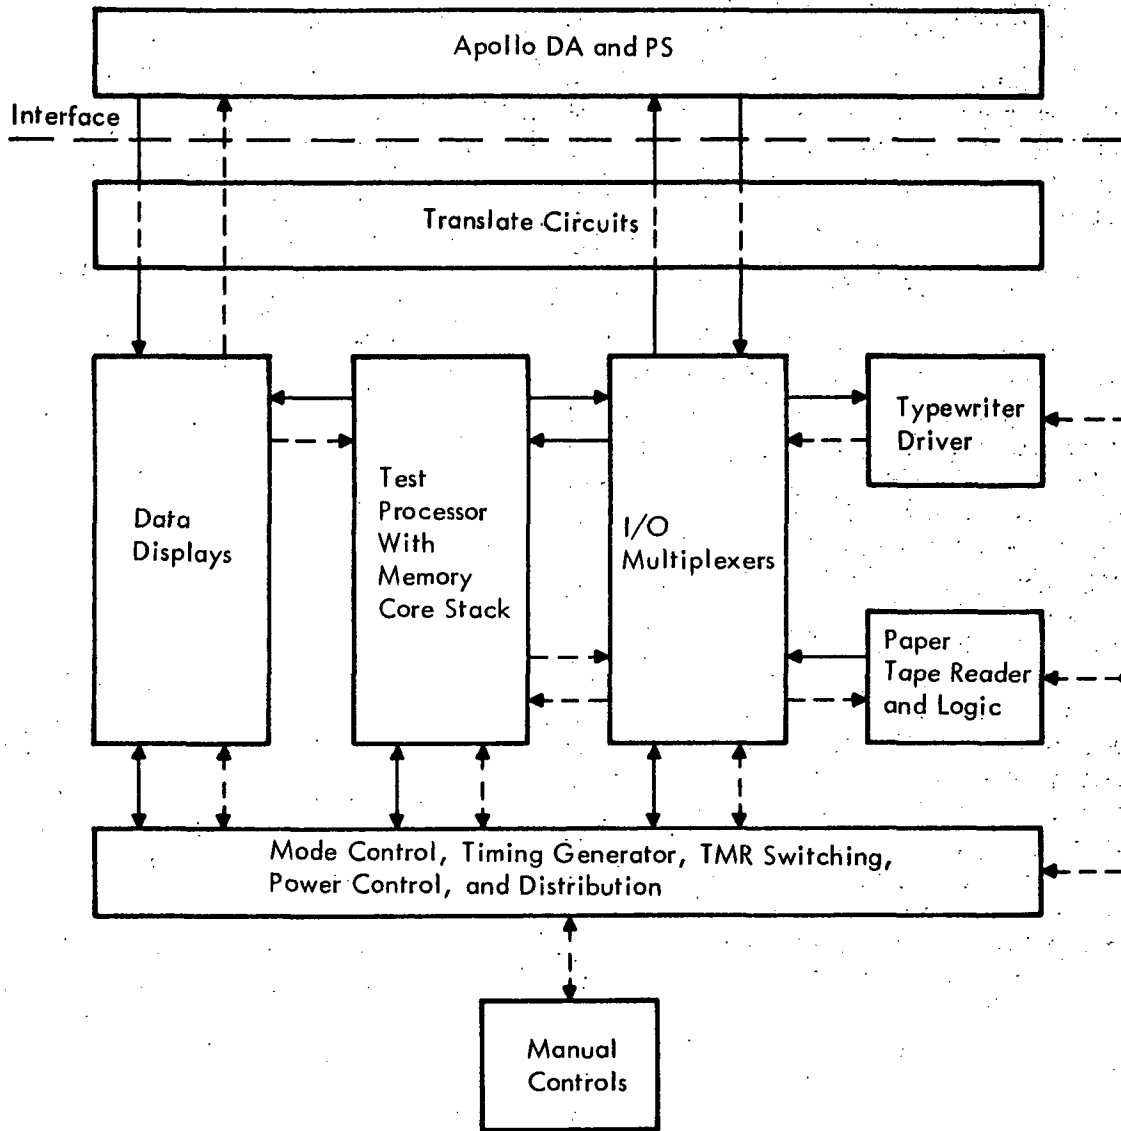 Apollo DA and PS
Interface
Translate Circuits
Data
Displays
Test
Processor
With
Memory
Core Stack
I/O
Multiplexers
Typewriter
Driver
Paper
Tape Reader
and Logic
Mode Control, Timing Generator, TMR Switching,
Power Control, and Distribution
Manual
Controls